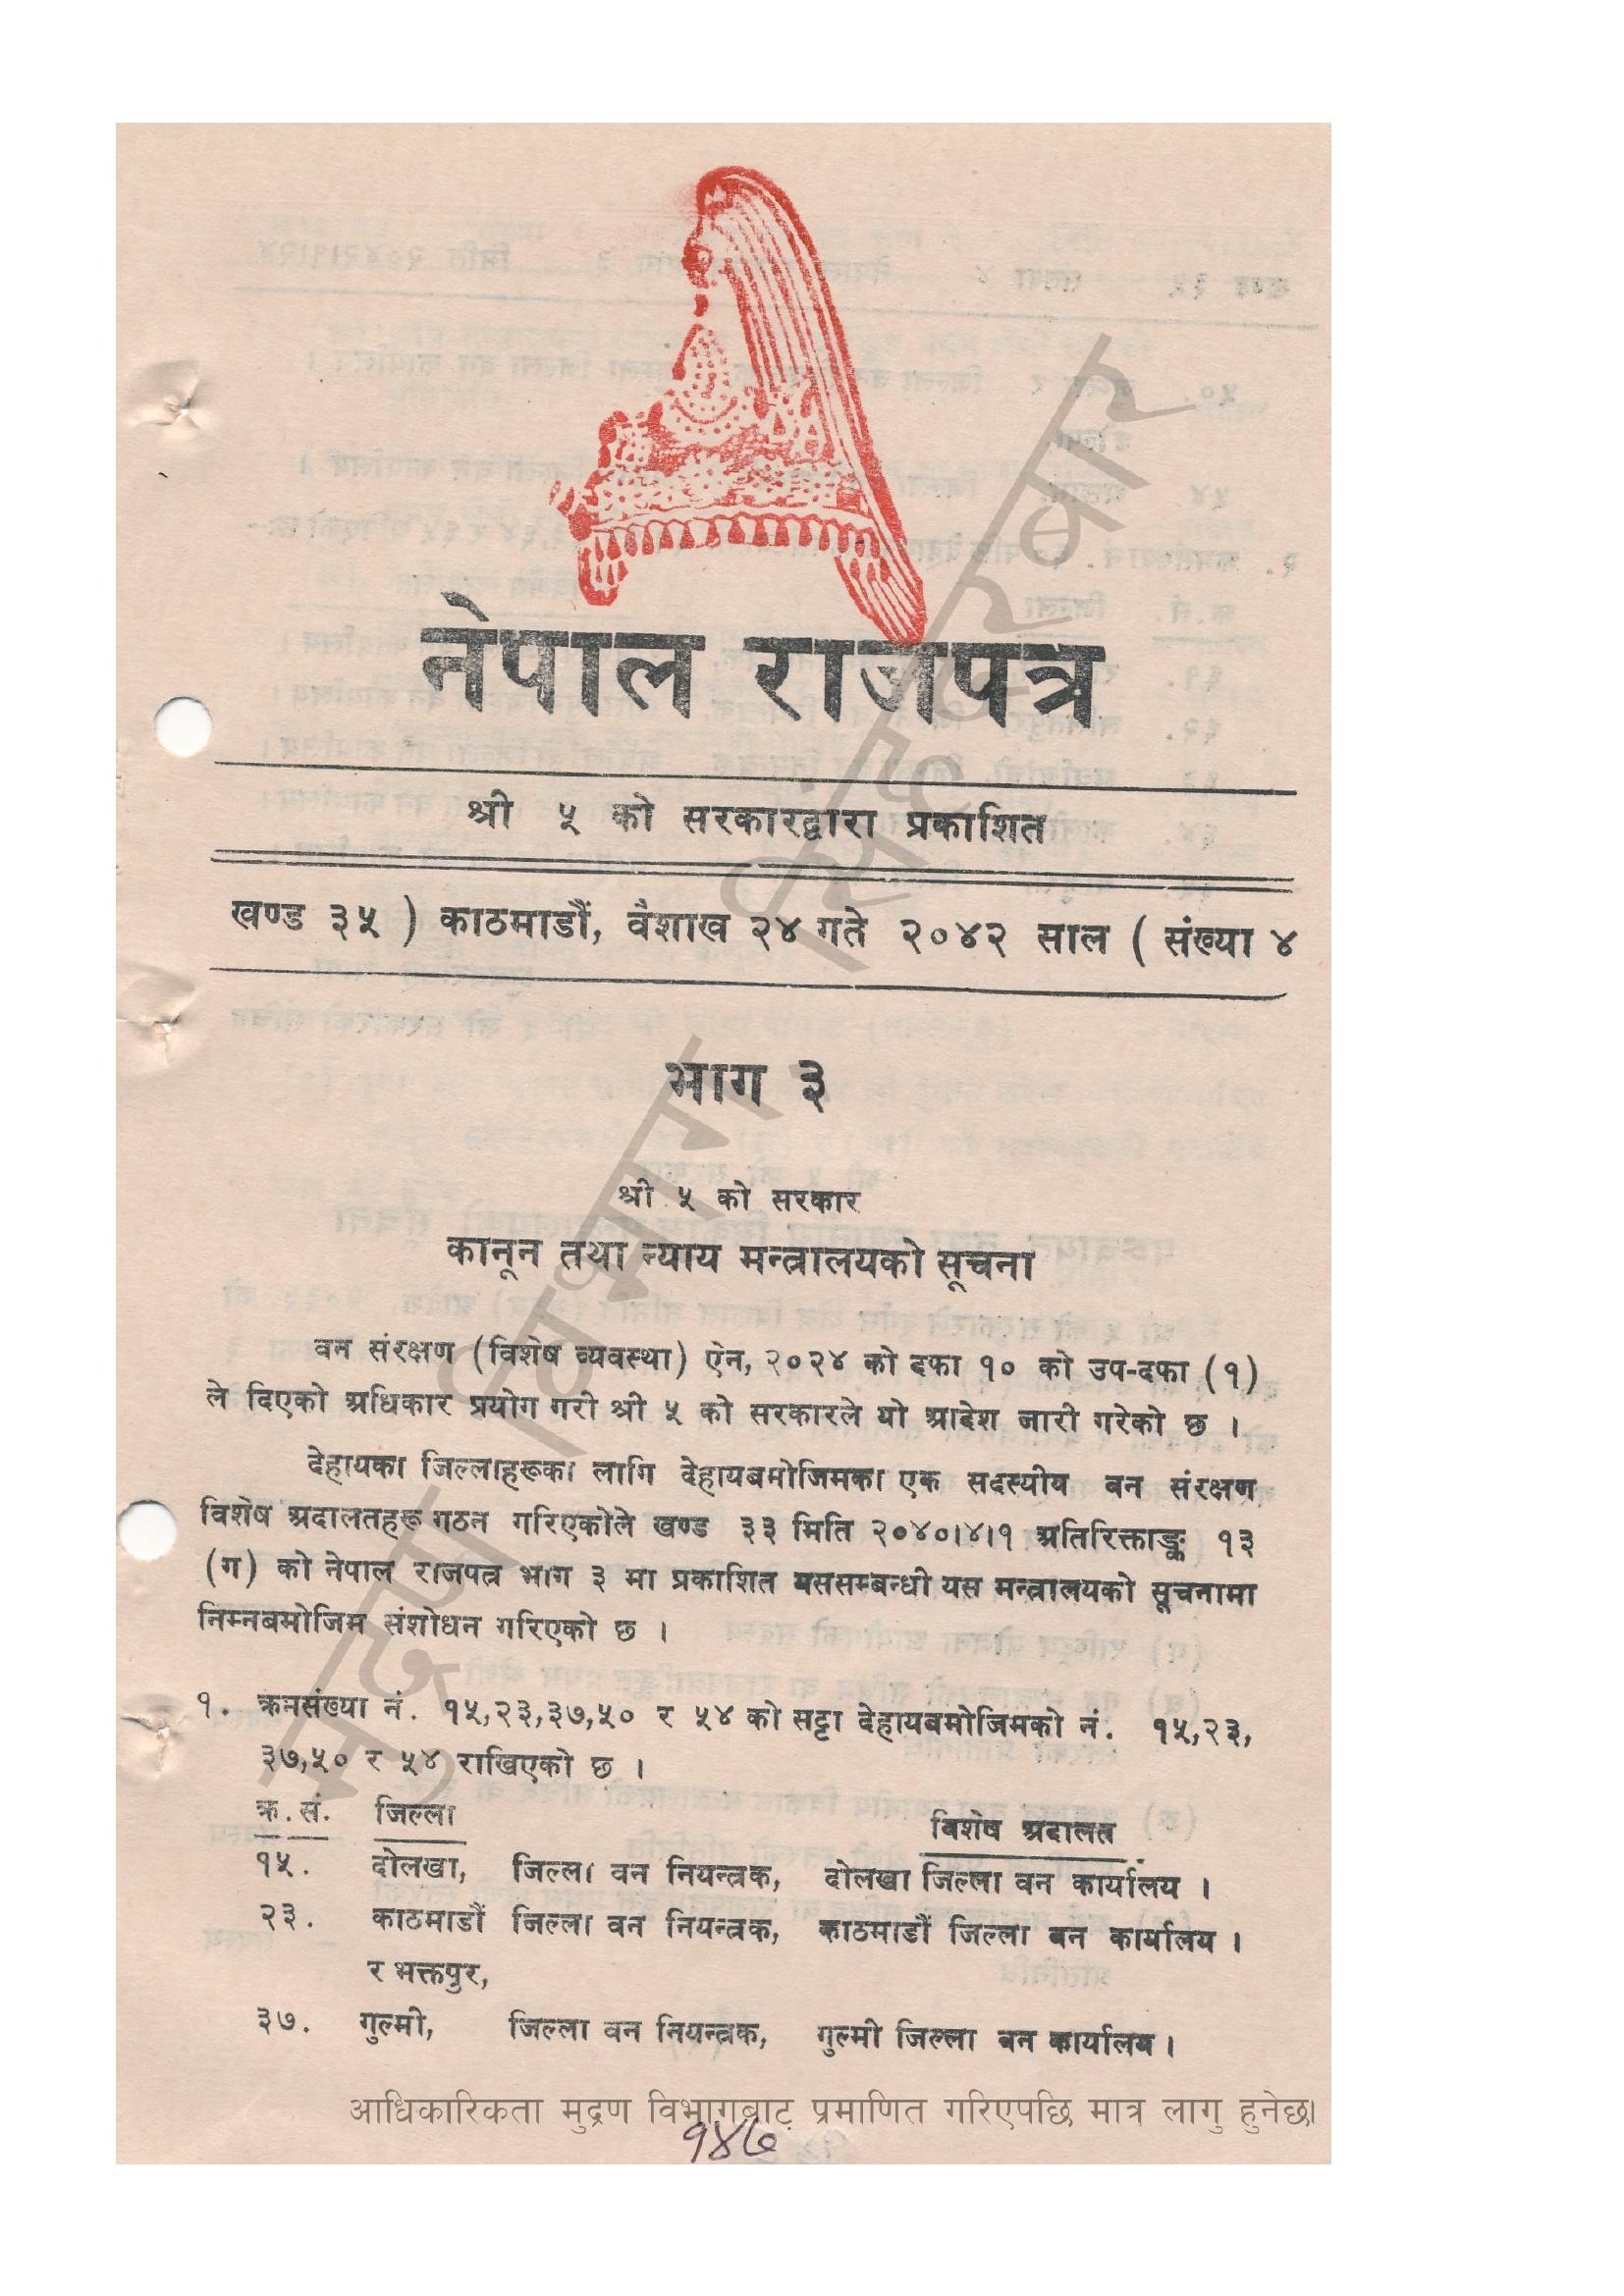 नेपाल राजपत्र
श्री ५ को सरकारद्वारा प्रकाशित
खण्ड ३५ ) काठमाडौं, वैशाख २४ गते २०४२ साल ( संख्या ४
भाग ३
श्री ५ को सरकार
कानून तथा न्याय मन्त्रालयको सूचना
वन संरक्षण (विशेष व्यवस्था) ऐन, २०२४ को दफा १० को उप-दफा (१)
ले दिएको अधिकार प्रयोग गरी श्री ५ को सरकारले यो आदेश जारी गरेको छ ।
देहायका जिल्लाहरूका लागि देहायबमोजिमका एक सदस्यीय वन संरक्षण
विशेष अदालतहरू गठन गरिएकोले खण्ड ३३ मिति २०४०।४।१ अतिरिक्ताङ्क १३
(ग) को नेपाल राजपत्र भाग ३ मा प्रकाशित यससम्बन्धी यस मन्त्रालयको सूचनामा
निम्नबमोजिम संशोधन गरिएको छ ।
१. क्रमसंख्या नं. १५,२३,३७,५० र ५४ को सट्टा देहायबमोजिमको नं. १५,२३,
३७,५० र ५४ राखिएको छ ।
क्र.सं. जिल्ला विशेष अदालत
१५. दोलखा, जिल्ला वन नियन्त्रक, दोलखा जिल्ला वन कार्यालय ।
२३. काठमाडौं जिल्ला वन नियन्त्रक, काठमाडौं जिल्ला वन कार्यालय ।
र भक्तपुर,
३७. गुल्मी, जिल्ला वन नियन्त्रक, गुल्मी जिल्ला वन कार्यालय ।
मुद्रण विभाग, सिंहदरबार
आधिकारिकता मुद्रण विभागबाट प्रमाणित गरिएपछि मात्र लागु हुनेछ।
१४७